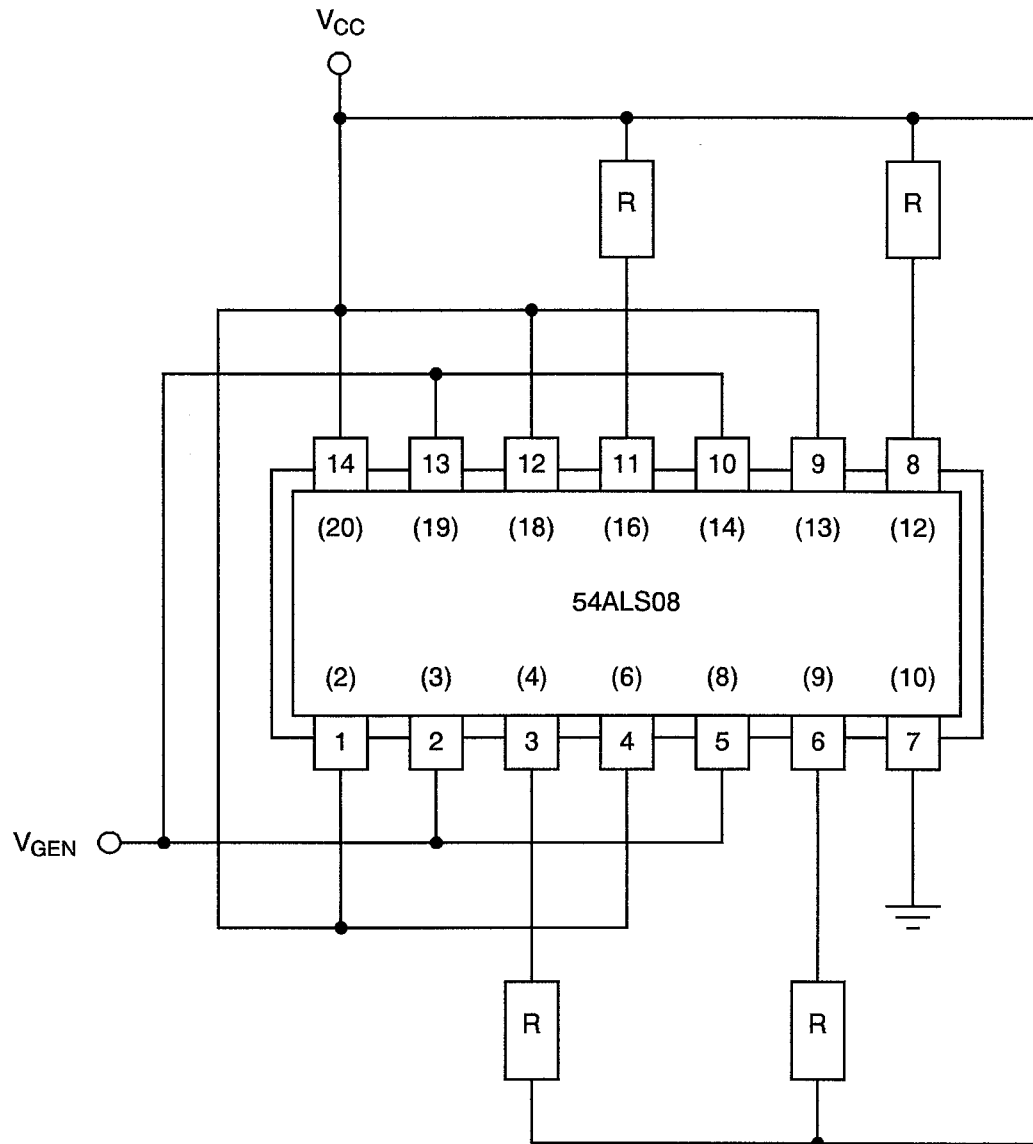 VCC
R R
14 13 12 11 10 9 8
(20) (19) (18) (16) (14) (13) (12)
54ALS08
(2) (3) (4) (6) (8) (9) (10)
1 2 3 4 5 6 7
VGEN
R R